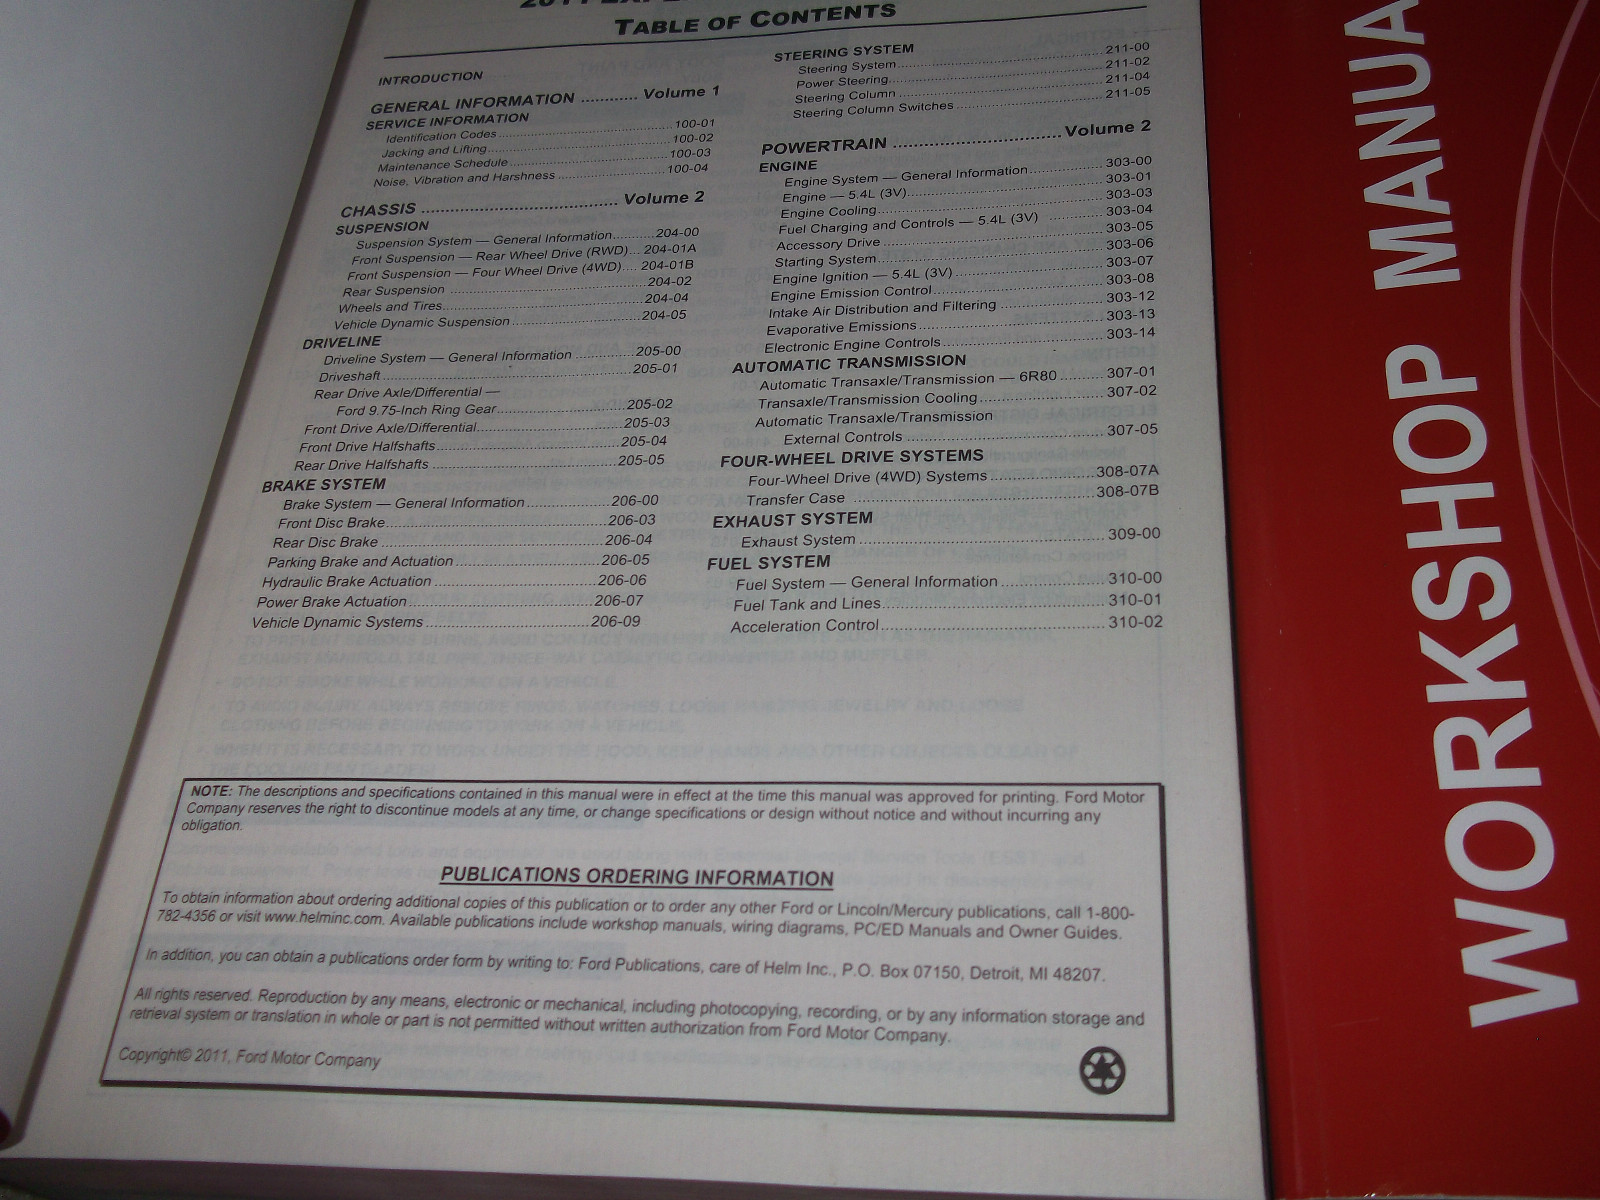 TABLE OF CONTENTS
INTRODUCTION
GENERAL INFORMATION ............ Volume 1
SERVICE INFORMATION
Identification Codes ........ 100-01
Jacking and Lifting ........ 100-02
Maintenance Schedule ........ 100-03
Noise, Vibration and Harshness ........ 100-04
CHASSIS ........ Volume 2
SUSPENSION
Suspension System — General Information ........ 204-00
Front Suspension — Rear Wheel Drive (RWD) ... 204-01A
Front Suspension — Four Wheel Drive (4WD) .... 204-01B
Rear Suspension ........ 204-02
Wheels and Tires ........ 204-04
Vehicle Dynamic Suspension ........ 204-05
DRIVELINE
Driveline System — General Information ........ 205-00
Driveshaft ........ 205-01
Rear Drive Axle/Differential —
Ford 9.75-Inch Ring Gear ........ 205-02
Front Drive Axle/Differential ........ 205-03
Front Drive Halfshafts ........ 205-04
Rear Drive Halfshafts ........ 205-05
BRAKE SYSTEM
Brake System — General Information ........ 206-00
Front Disc Brake ........ 206-03
Rear Disc Brake ........ 206-04
Parking Brake and Actuation ........ 206-05
Hydraulic Brake Actuation ........ 206-06
Power Brake Actuation ........ 206-07
Vehicle Dynamic Systems ........ 206-09
STEERING SYSTEM
Steering System ........ 211-00
Power Steering ........ 211-02
Steering Column ........ 211-04
Steering Column Switches ........ 211-05
POWERTRAIN ........ Volume 2
ENGINE
Engine System — General Information ........ 303-00
Engine — 5.4L (3V) ........ 303-01
Engine Cooling ........ 303-03
Fuel Charging and Controls — 5.4L (3V) ........ 303-04
Accessory Drive ........ 303-05
Starting System ........ 303-06
Engine Ignition — 5.4L (3V) ........ 303-07
Engine Emission Control ........ 303-08
Intake Air Distribution and Filtering ........ 303-12
Evaporative Emissions ........ 303-13
Electronic Engine Controls ........ 303-14
AUTOMATIC TRANSMISSION
Automatic Transaxle/Transmission — 6R80 ........ 307-01
Transaxle/Transmission Cooling ........ 307-02
Automatic Transaxle/Transmission
External Controls ........ 307-05
FOUR-WHEEL DRIVE SYSTEMS
Four-Wheel Drive (4WD) Systems ........ 308-07A
Transfer Case ........ 308-07B
EXHAUST SYSTEM
Exhaust System ........ 309-00
FUEL SYSTEM
Fuel System — General Information ........ 310-00
Fuel Tank and Lines ........ 310-01
Acceleration Control ........ 310-02
NOTE: The descriptions and specifications contained in this manual were in effect at the time this manual was approved for printing. Ford Motor
Company reserves the right to discontinue models at any time, or change specifications or design without notice and without incurring any
obligation.
PUBLICATIONS ORDERING INFORMATION
To obtain information about ordering additional copies of this publication or to order any other Ford or Lincoln/Mercury publications, call 1-800-
782-4356 or visit www.helminc.com. Available publications include workshop manuals, wiring diagrams, PC/ED Manuals and Owner Guides.
In addition, you can obtain a publications order form by writing to: Ford Publications, care of Helm Inc., P.O. Box 07150, Detroit, MI 48207.
All rights reserved. Reproduction by any means, electronic or mechanical, including photocopying, recording, or by any information storage and
retrieval system or translation in whole or part is not permitted without written authorization from Ford Motor Company.
Copyright© 2011, Ford Motor Company
WORKSHOP MANUA